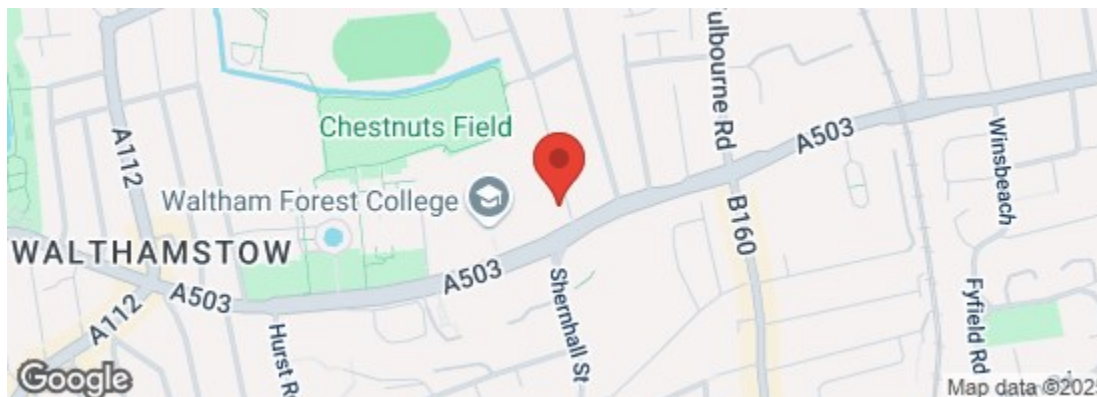 ulbourne Rd
A112
Chestnuts Field
A503
Winsbeach
Waltham Forest College
B160
WALTHAMSTOW
A503
A503
Shernhall St
Fyfield Rd
A112
Hurst R
Google
Map data ©2025